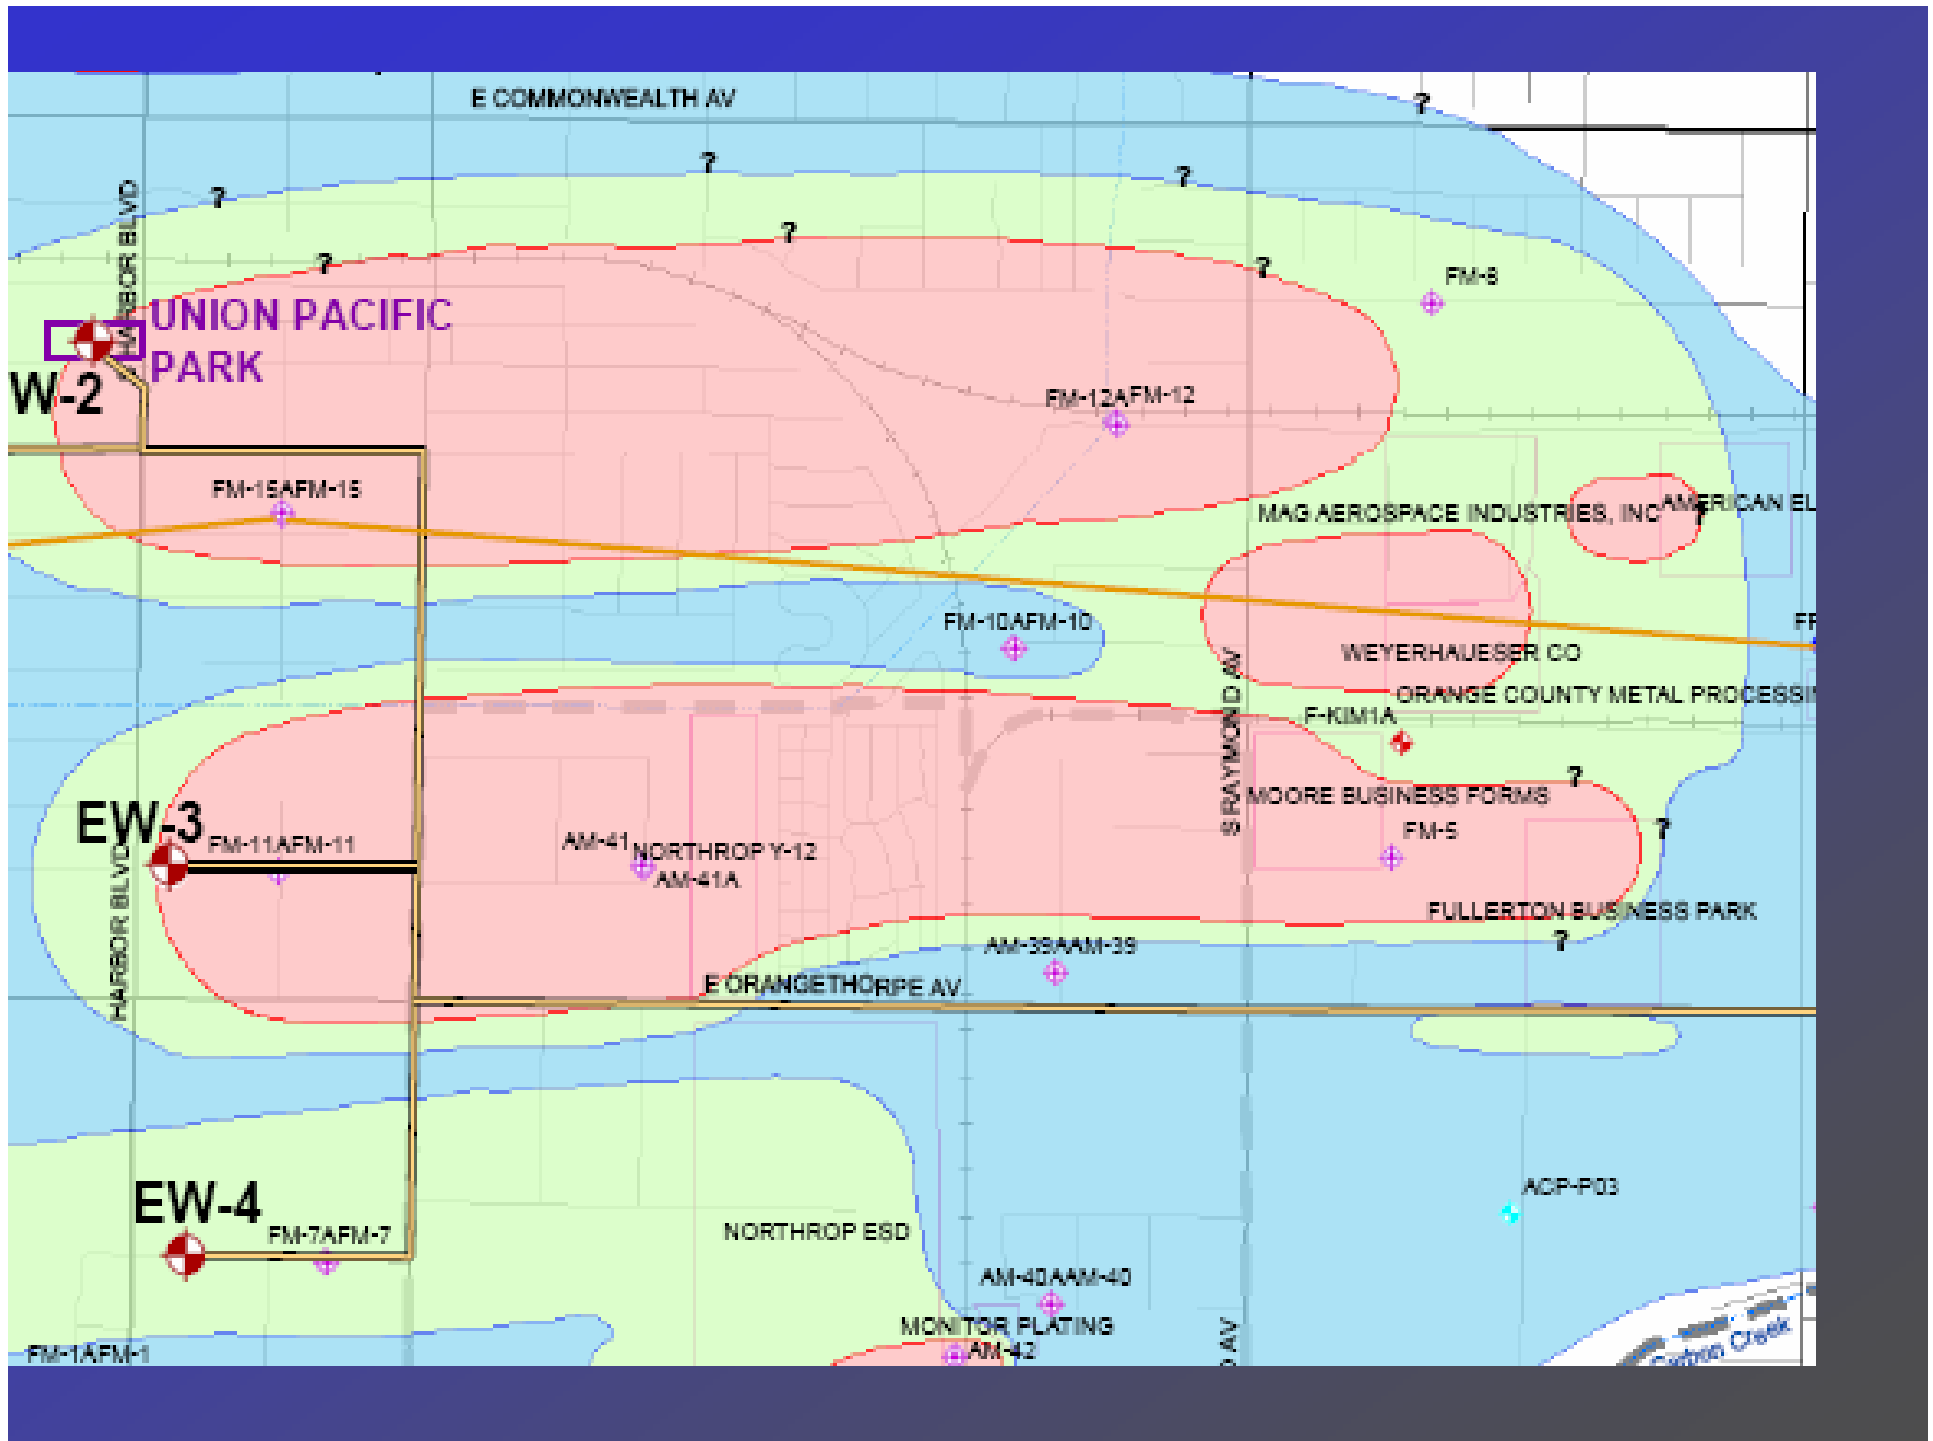 E COMMONWEALTH AV
?
?
?
?
?
?
?
HARBOR BLVD
FM-8
UNION PACIFIC
PARK
W-2
FM-12AFM-12
FM-15AFM-15
MAG AEROSPACE INDUSTRIES, INC
AMERICAN EL
FM-10AFM-10
WEYERHAUESER CO
ORANGE COUNTY METAL PROCESSI
S RAYMOND AV
F-KIM1A
?
MOORE BUSINESS FORMS
EW-3
FM-11AFM-11
AM-41
NORTHROP Y-12
AM-41A
FM-5
?
HARBOR BLVD
FULLERTON BUSINESS PARK
?
AM-39AAM-39
E ORANGETHORPE AV
EW-4
FM-7AFM-7
NORTHROP ESD
ACP-P03
AM-40AAM-40
MONITOR PLATING
AM-42
AV
FM-1AFM-1
Carbon Creek